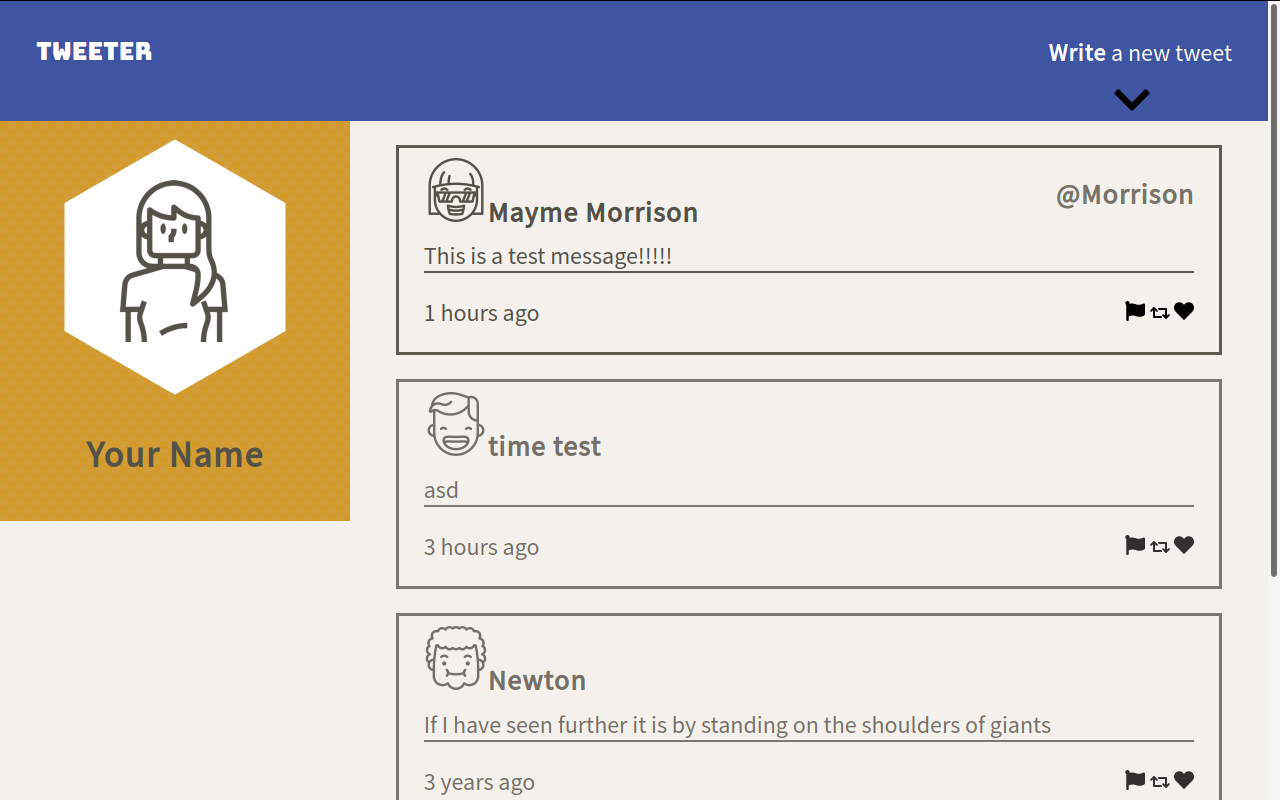 TWEETER
Write a new tweet
Your Name
Mayme Morrison
@Morrison
This is a test message!!!!!
1 hours ago
time test
asd
3 hours ago
Newton
If I have seen further it is by standing on the shoulders of giants
3 years ago